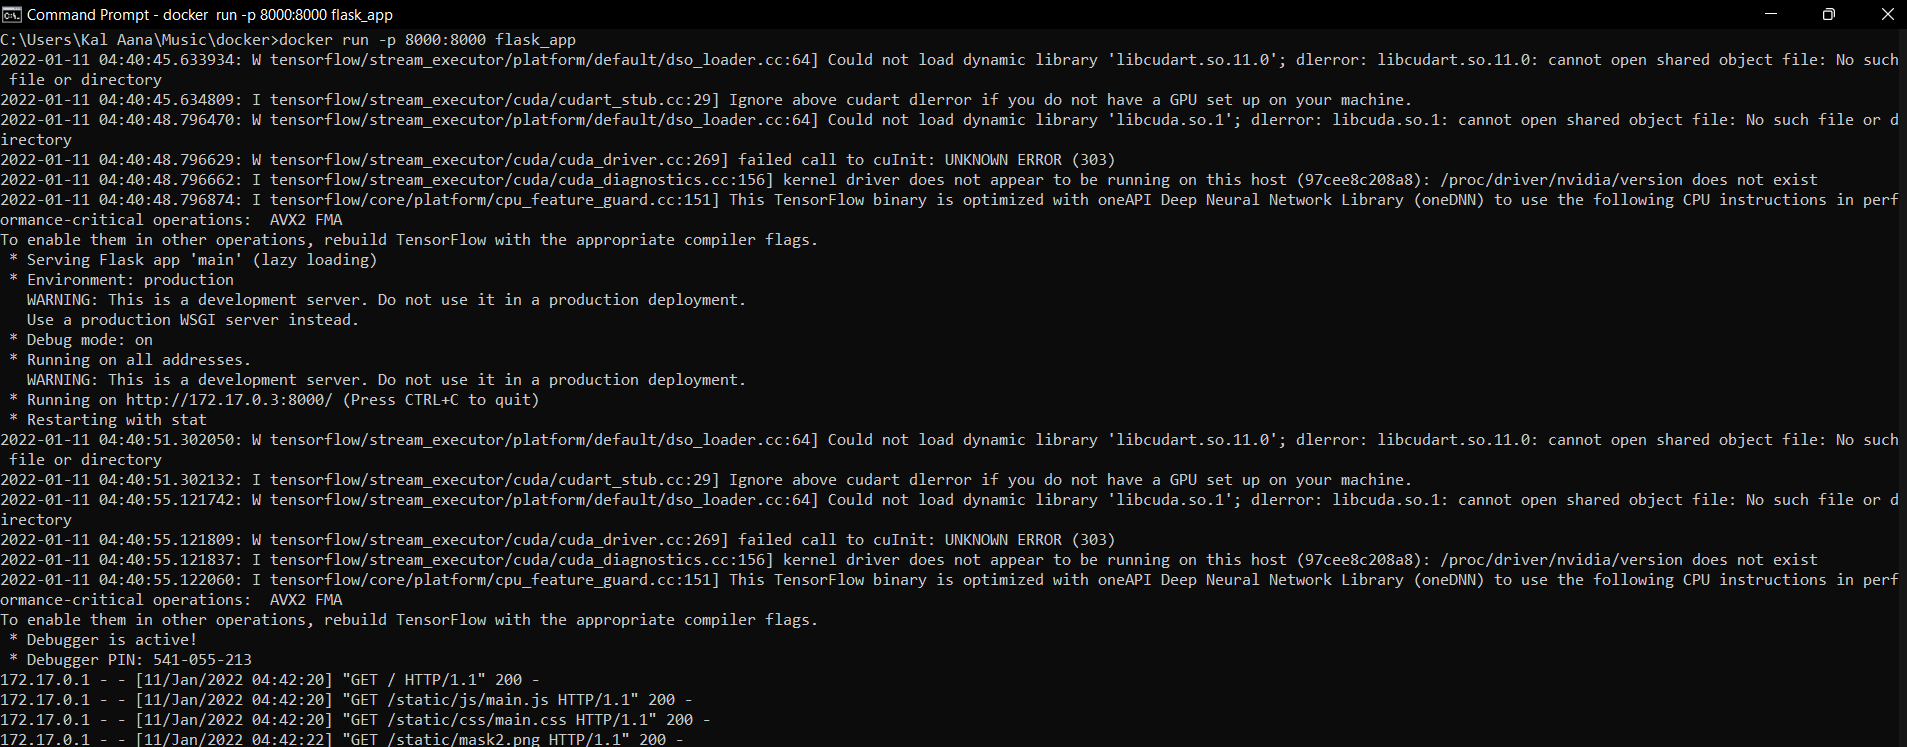 Command Prompt - docker  run -p 8000:8000 flask_app
C:\Users\Kal Aana\Music\docker>docker run -p 8000:8000 flask_app
2022-01-11 04:40:45.633934: W tensorflow/stream_executor/platform/default/dso_loader.cc:64] Could not load dynamic library 'libcudart.so.11.0'; dlerror: libcudart.so.11.0: cannot open shared object file: No such
 file or directory
2022-01-11 04:40:45.634809: I tensorflow/stream_executor/cuda/cudart_stub.cc:29] Ignore above cudart dlerror if you do not have a GPU set up on your machine.
2022-01-11 04:40:48.796470: W tensorflow/stream_executor/platform/default/dso_loader.cc:64] Could not load dynamic library 'libcuda.so.1'; dlerror: libcuda.so.1: cannot open shared object file: No such file or d
irectory
2022-01-11 04:40:48.796629: W tensorflow/stream_executor/cuda/cuda_driver.cc:269] failed call to cuInit: UNKNOWN ERROR (303)
2022-01-11 04:40:48.796662: I tensorflow/stream_executor/cuda/cuda_diagnostics.cc:156] kernel driver does not appear to be running on this host (97cee8c208a8): /proc/driver/nvidia/version does not exist
2022-01-11 04:40:48.796874: I tensorflow/core/platform/cpu_feature_guard.cc:151] This TensorFlow binary is optimized with oneAPI Deep Neural Network Library (oneDNN) to use the following CPU instructions in perf
ormance-critical operations:  AVX2 FMA
To enable them in other operations, rebuild TensorFlow with the appropriate compiler flags.
 * Serving Flask app 'main' (lazy loading)
 * Environment: production
   WARNING: This is a development server. Do not use it in a production deployment.
   Use a production WSGI server instead.
 * Debug mode: on
 * Running on all addresses.
   WARNING: This is a development server. Do not use it in a production deployment.
 * Running on http://172.17.0.3:8000/ (Press CTRL+C to quit)
 * Restarting with stat
2022-01-11 04:40:51.302050: W tensorflow/stream_executor/platform/default/dso_loader.cc:64] Could not load dynamic library 'libcudart.so.11.0'; dlerror: libcudart.so.11.0: cannot open shared object file: No such
 file or directory
2022-01-11 04:40:51.302132: I tensorflow/stream_executor/cuda/cudart_stub.cc:29] Ignore above cudart dlerror if you do not have a GPU set up on your machine.
2022-01-11 04:40:55.121742: W tensorflow/stream_executor/platform/default/dso_loader.cc:64] Could not load dynamic library 'libcuda.so.1'; dlerror: libcuda.so.1: cannot open shared object file: No such file or d
irectory
2022-01-11 04:40:55.121809: W tensorflow/stream_executor/cuda/cuda_driver.cc:269] failed call to cuInit: UNKNOWN ERROR (303)
2022-01-11 04:40:55.121837: I tensorflow/stream_executor/cuda/cuda_diagnostics.cc:156] kernel driver does not appear to be running on this host (97cee8c208a8): /proc/driver/nvidia/version does not exist
2022-01-11 04:40:55.122060: I tensorflow/core/platform/cpu_feature_guard.cc:151] This TensorFlow binary is optimized with oneAPI Deep Neural Network Library (oneDNN) to use the following CPU instructions in perf
ormance-critical operations:  AVX2 FMA
To enable them in other operations, rebuild TensorFlow with the appropriate compiler flags.
 * Debugger is active!
 * Debugger PIN: 541-055-213
172.17.0.1 - - [11/Jan/2022 04:42:20] "GET / HTTP/1.1" 200 -
172.17.0.1 - - [11/Jan/2022 04:42:20] "GET /static/js/main.js HTTP/1.1" 200 -
172.17.0.1 - - [11/Jan/2022 04:42:20] "GET /static/css/main.css HTTP/1.1" 200 -
172.17.0.1 - - [11/Jan/2022 04:42:22] "GET /static/mask2.png HTTP/1.1" 200 -